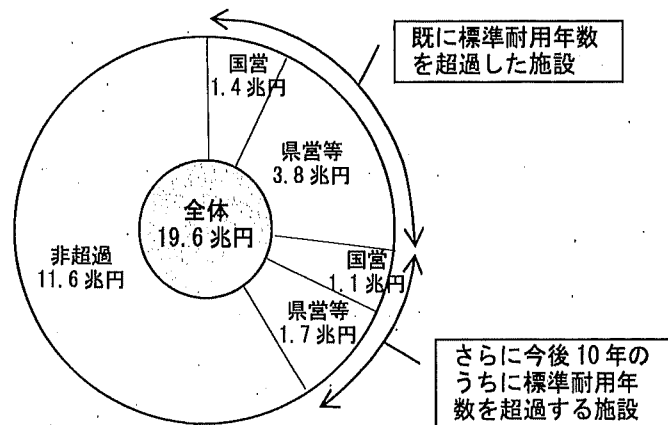 既に標準耐用年数
を超過した施設
国営
1.4兆円
県営等
3.8兆円
全体
19.6兆円
非超過
11.6兆円
国営
1.1兆円
県営等
1.7兆円
さらに今後10年の
うちに標準耐用年
数を超過する施設